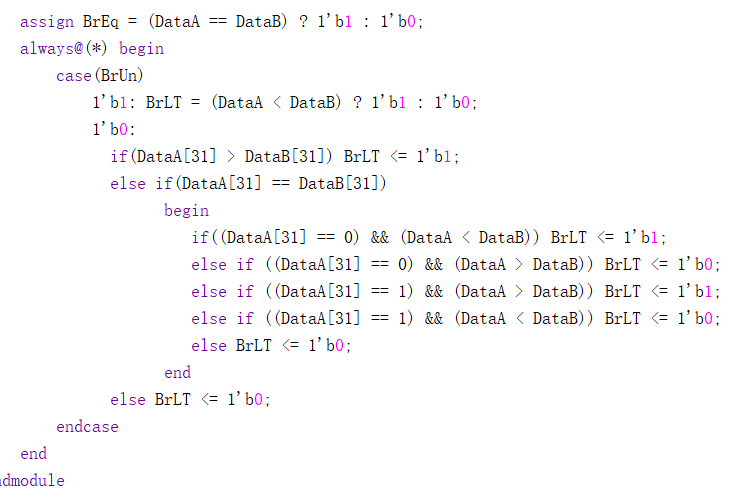 assign BrEq = (DataA == DataB) ? 1'b1 : 1'b0;
always@(*) begin
case(BrUn)
1'b1: BrLT = (DataA < DataB) ? 1'b1 : 1'b0;
1'b0:
if(DataA[31] > DataB[31]) BrLT <= 1'b1;
else if(DataA[31] == DataB[31])
begin
if((DataA[31] == 0) && (DataA < DataB)) BrLT <= 1'b1;
else if ((DataA[31] == 0) && (DataA > DataB)) BrLT <= 1'b0;
else if ((DataA[31] == 1) && (DataA > DataB)) BrLT <= 1'b1;
else if ((DataA[31] == 1) && (DataA < DataB)) BrLT <= 1'b0;
else BrLT <= 1'b0;
end
else BrLT <= 1'b0;
endcase
end
ndmodule